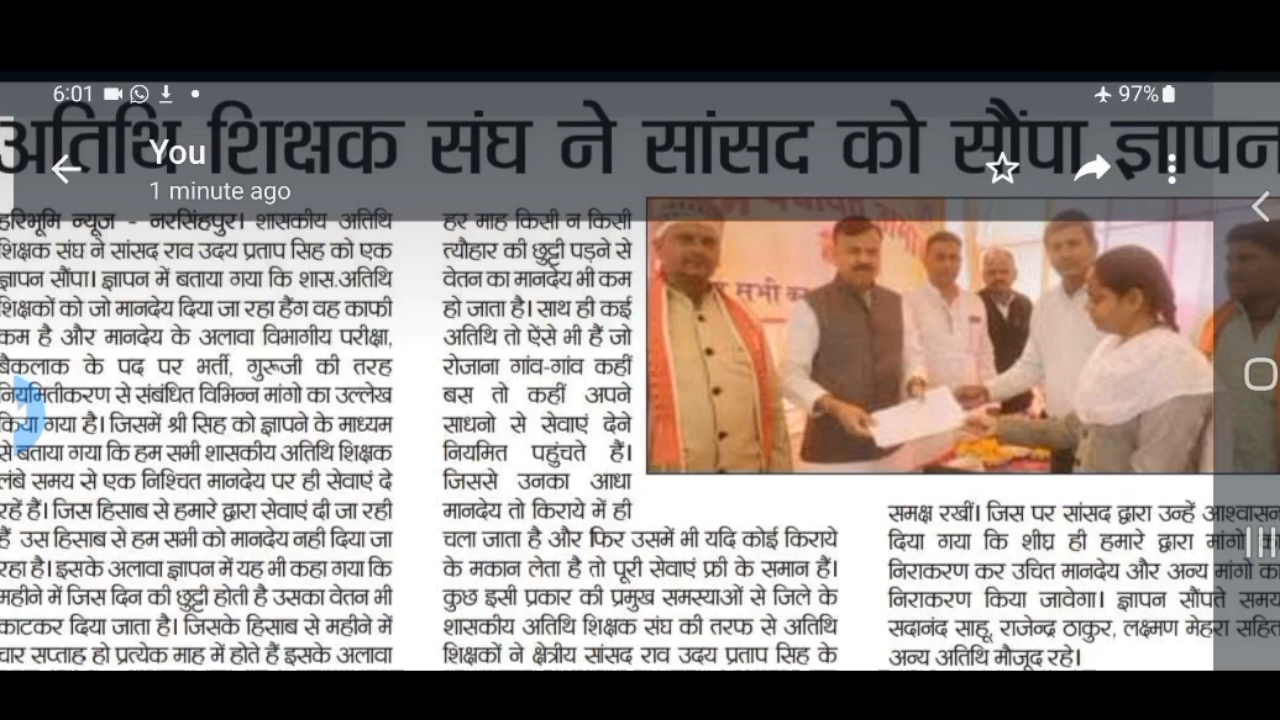 6:01
97%
अतिथि शिक्षक संघ ने सांसद को सौंपा ज्ञापन
You
1 minute ago
हरिभूमि न्यूज - नरसिंहपुर। शासकीय अतिथि
शिक्षक संघ ने सांसद राव उदय प्रताप सिह को एक
ज्ञापन सौंपा। ज्ञापन में बताया गया कि शास.अतिथि
शिक्षकों को जो मानदेय दिया जा रहा हैंग वह काफी
कम है और मानदेय के अलावा विभागीय परीक्षा,
बैकलाक के पद पर भर्ती, गुरूजी की तरह
नियमितीकरण से संबंधित विभिन्न मांगो का उल्लेख
किया गया है। जिसमें श्री सिह को ज्ञापने के माध्यम
से बताया गया कि हम सभी शासकीय अतिथि शिक्षक
लंबे समय से एक निश्चित मानदेय पर ही सेवाएं दे
रहें हैं। जिस हिसाब से हमारे द्वारा सेवाएं दी जा रही
हैं उस हिसाब से हम सभी को मानदेय नही दिया जा
रहा है। इसके अलावा ज्ञापन में यह भी कहा गया कि
महीने में जिस दिन की छुट्टी होती है उसका वेतन भी
काटकर दिया जाता है। जिसके हिसाब से महीने में
चार सप्ताह हो प्रत्येक माह में होते हैं इसके अलावा
हर माह किसी न किसी
त्यौहार की छुट्टी पड़ने से
वेतन का मानदेय भी कम
हो जाता है। साथ ही कई
अतिथि तो ऐंसे भी हैं जो
रोजाना गांव-गांव कहीं
बस तो कहीं अपने
साधनो से सेवाएं देने
नियमित पहुंचते हैं।
जिससे उनका आधा
मानदेय तो किराये में ही
चला जाता है और फिर उसमें भी यदि कोई किराये
के मकान लेता है तो पूरी सेवाएं फ्री के समान हैं।
कुछ इसी प्रकार की प्रमुख समस्याओं से जिले के
शासकीय अतिथि शिक्षक संघ की तरफ से अतिथि
शिक्षकों ने क्षेत्रीय सांसद राव उदय प्रताप सिह के
सभी
समक्ष रखीं। जिस पर सांसद द्वारा उन्हें आश्वासन
दिया गया कि शीघ्र ही हमारे द्वारा मांगो का
निराकरण कर उचित मानदेय और अन्य मांगो का
निराकरण किया जावेगा। ज्ञापन सौंपते समय
सदानंद साहू, राजेन्द्र ठाकुर, लक्ष्मण मेहरा सहित
अन्य अतिथि मौजूद रहे।